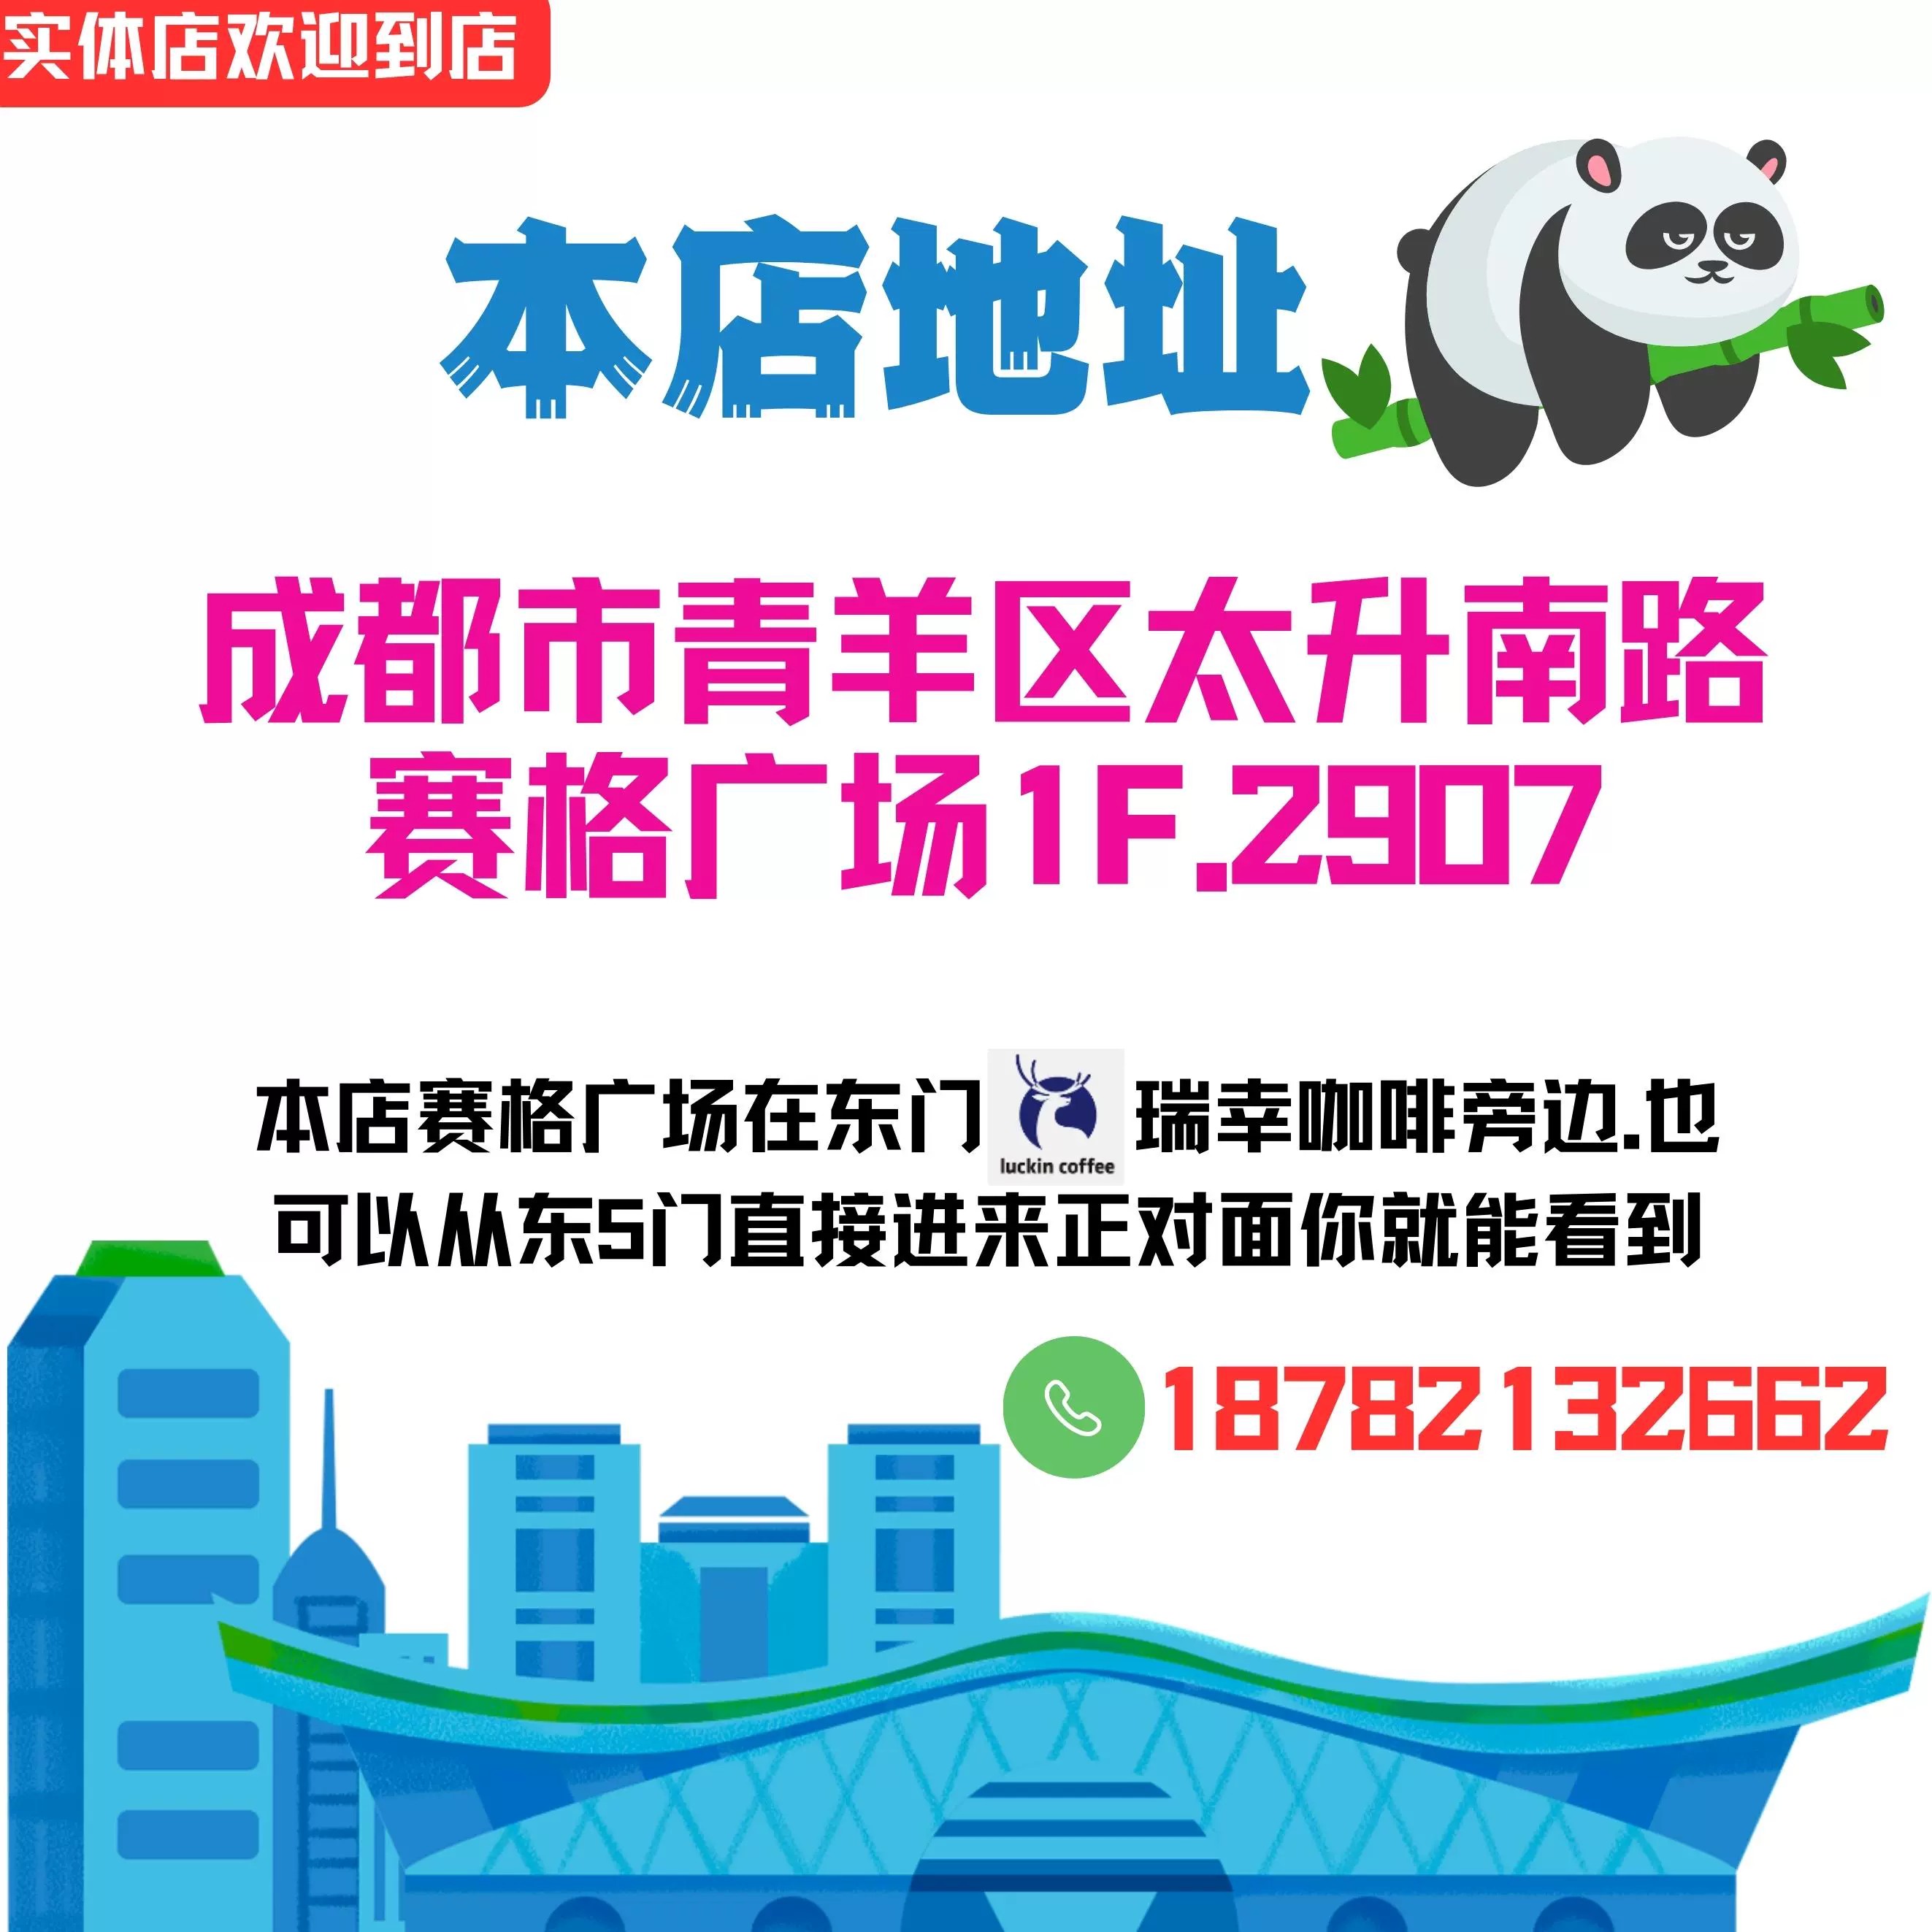 实体店欢迎到店
本店地址
成都市青羊区太升南路
赛格广场1F.2907
本店赛格广场在东门 luckin coffee 瑞幸咖啡旁边.也
可以从东5门直接进来正对面你就能看到
18782132662